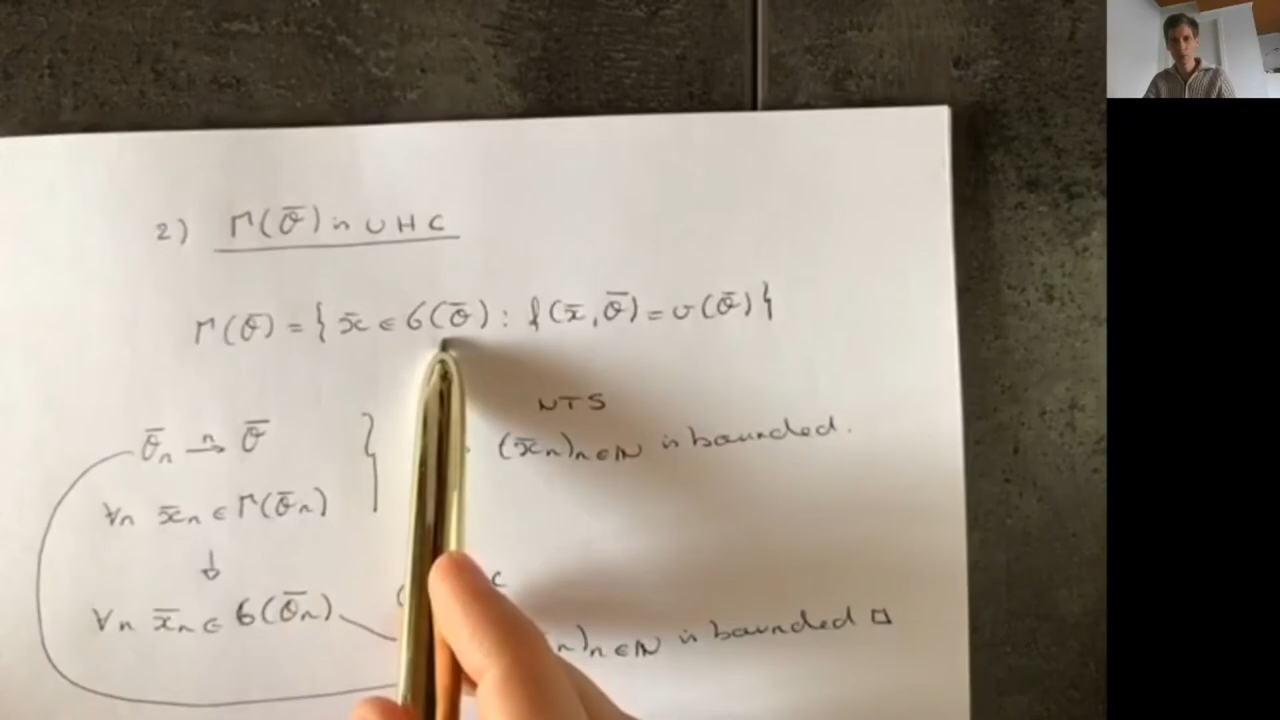 2) Γ(θ̄) is UHC
Γ(θ̄) = { x̄ ∈ G(θ̄) : f(x̄, θ̄) = v(θ̄) }
NTS
θ̄n →n θ̄
(x̄n)n∈ℕ is bounded.
∀n x̄n ∈ Γ(θ̄n)
↓
∀n x̄n ∈ G(θ̄n)
n)n∈ℕ is bounded □